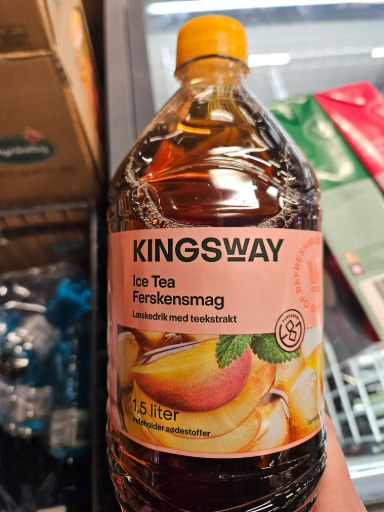 KINGSWAY
Ice Tea
Ferskensmag
Læskedrik med teekstrakt
1,5 liter
Indeholder sødestoffer